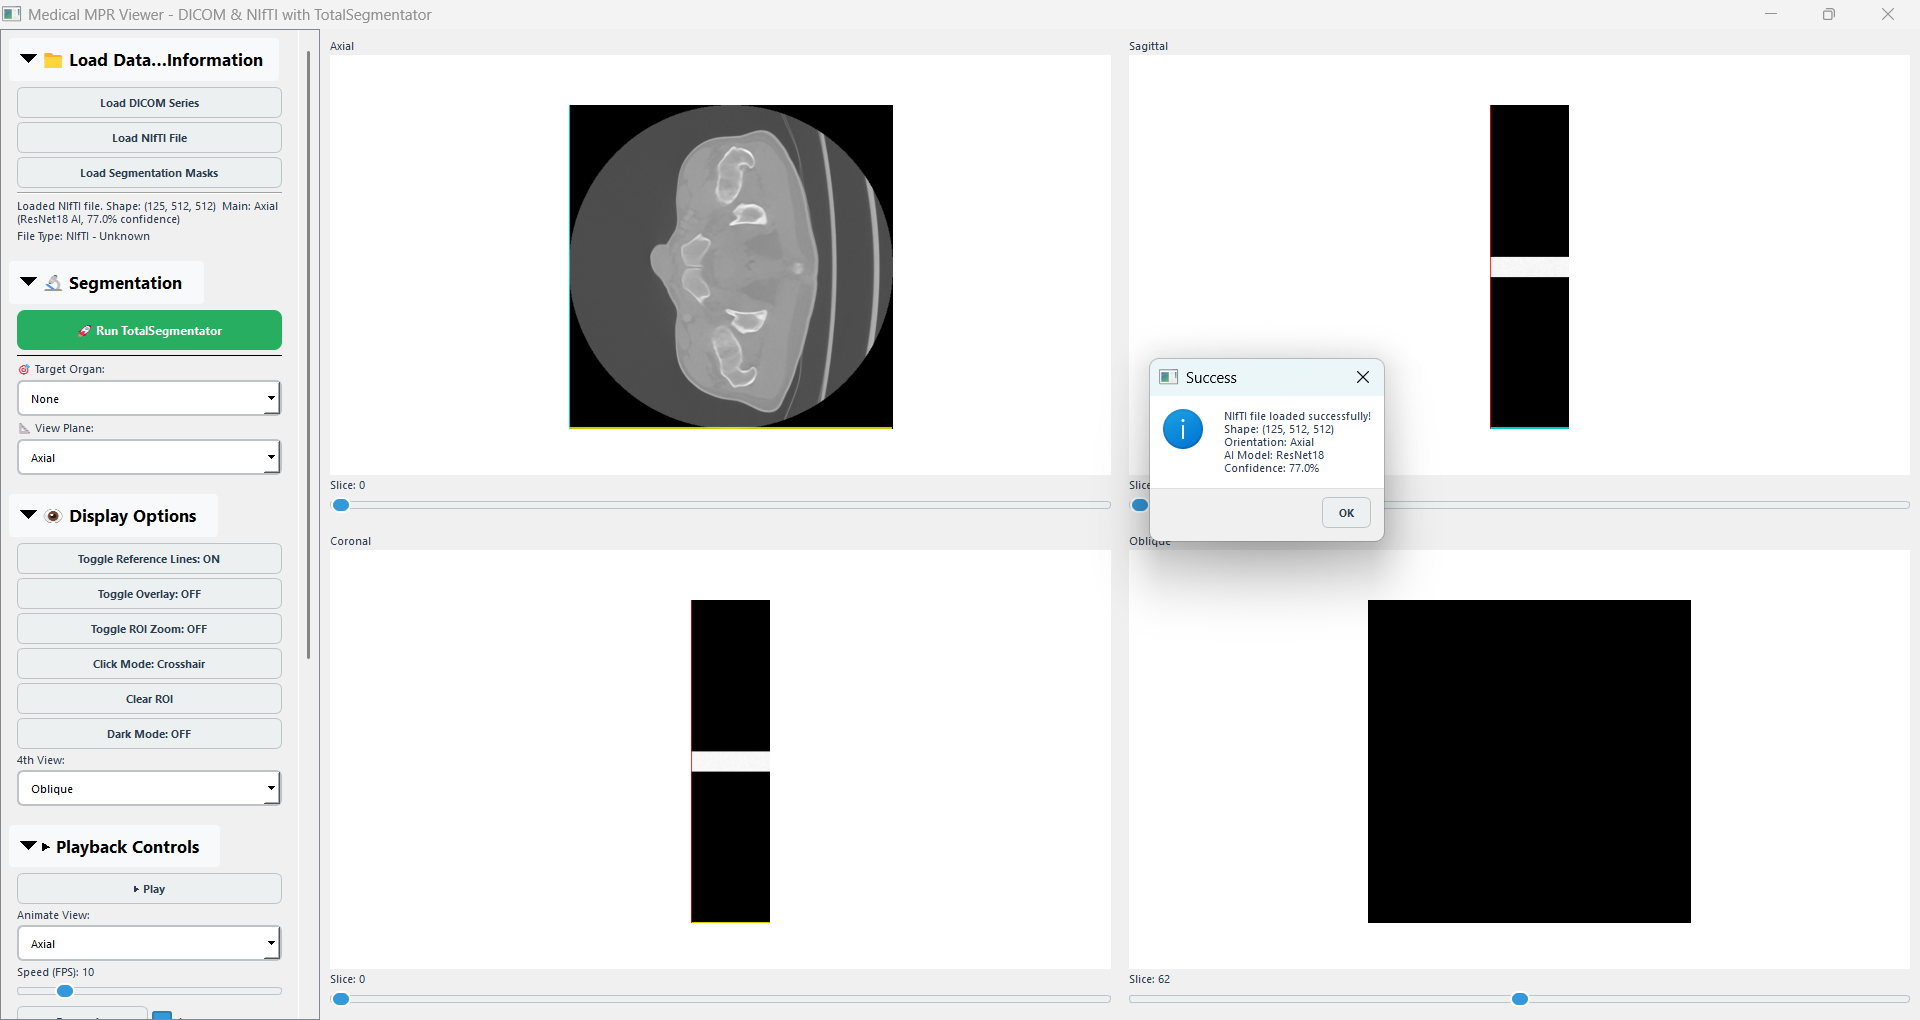 Medical MPR Viewer - DICOM & NIfTI with TotalSegmentator
Load Data...Information
Load DICOM Series
Load NIfTI File
Load Segmentation Masks
Loaded NIfTI file. Shape: (125, 512, 512) Main: Axial
(ResNet18 AI, 77.0% confidence)
File Type: NIfTI - Unknown
Segmentation
Run TotalSegmentator
Target Organ:
None
View Plane:
Axial
Display Options
Toggle Reference Lines: ON
Toggle Overlay: OFF
Toggle ROI Zoom: OFF
Click Mode: Crosshair
Clear ROI
Dark Mode: OFF
4th View:
Oblique
Playback Controls
Play
Animate View:
Axial
Speed (FPS): 10
Axial
Slice: 0
Sagittal
Slice
Success
NIfTI file loaded successfully!
Shape: (125, 512, 512)
Orientation: Axial
AI Model: ResNet18
Confidence: 77.0%
OK
Coronal
Slice: 0
Oblique
Slice: 62